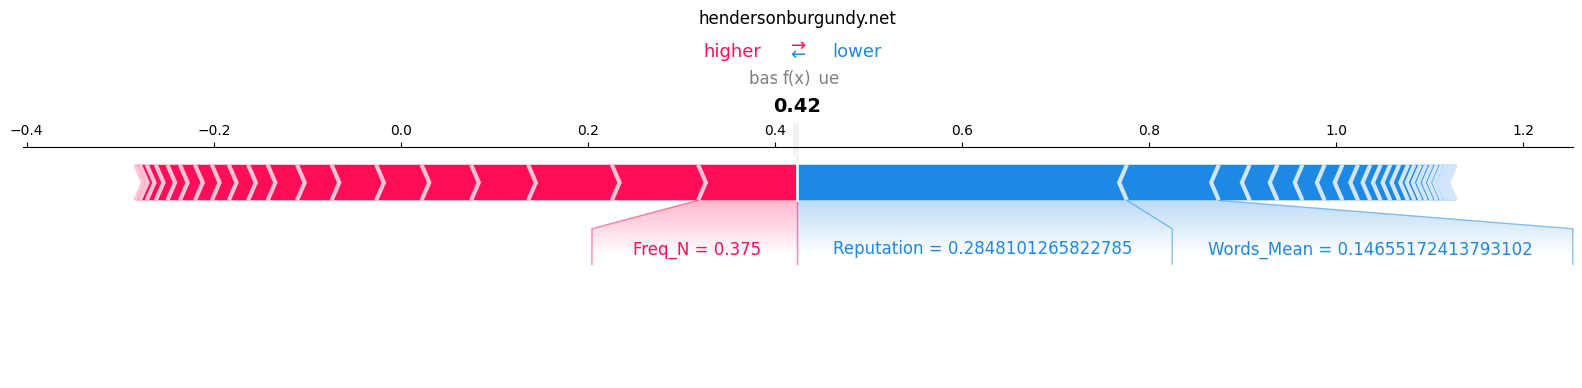 hendersonburgundy.net
higher ⇄ lower
bas f(x) ue
0.42
−0.4 −0.2 0.0 0.2 0.4 0.6 0.8 1.0 1.2
Freq_N = 0.375 Reputation = 0.2848101265822785 Words_Mean = 0.14655172413793102